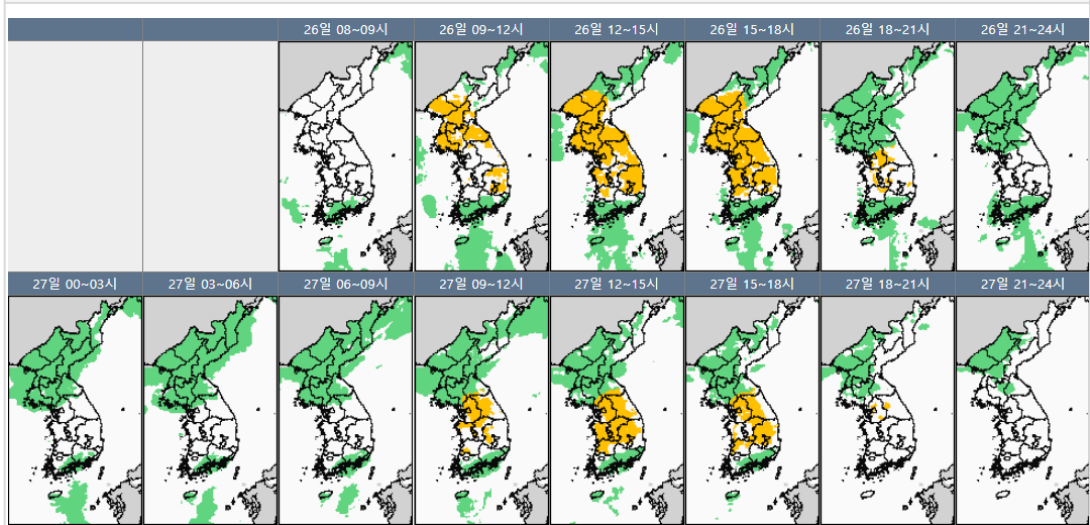 26일 08~09시
26일 09~12시
26일 12~15시
26일 15~18시
26일 18~21시
26일 21~24시
27일 00~03시
27일 03~06시
27일 06~09시
27일 09~12시
27일 12~15시
27일 15~18시
27일 18~21시
27일 21~24시